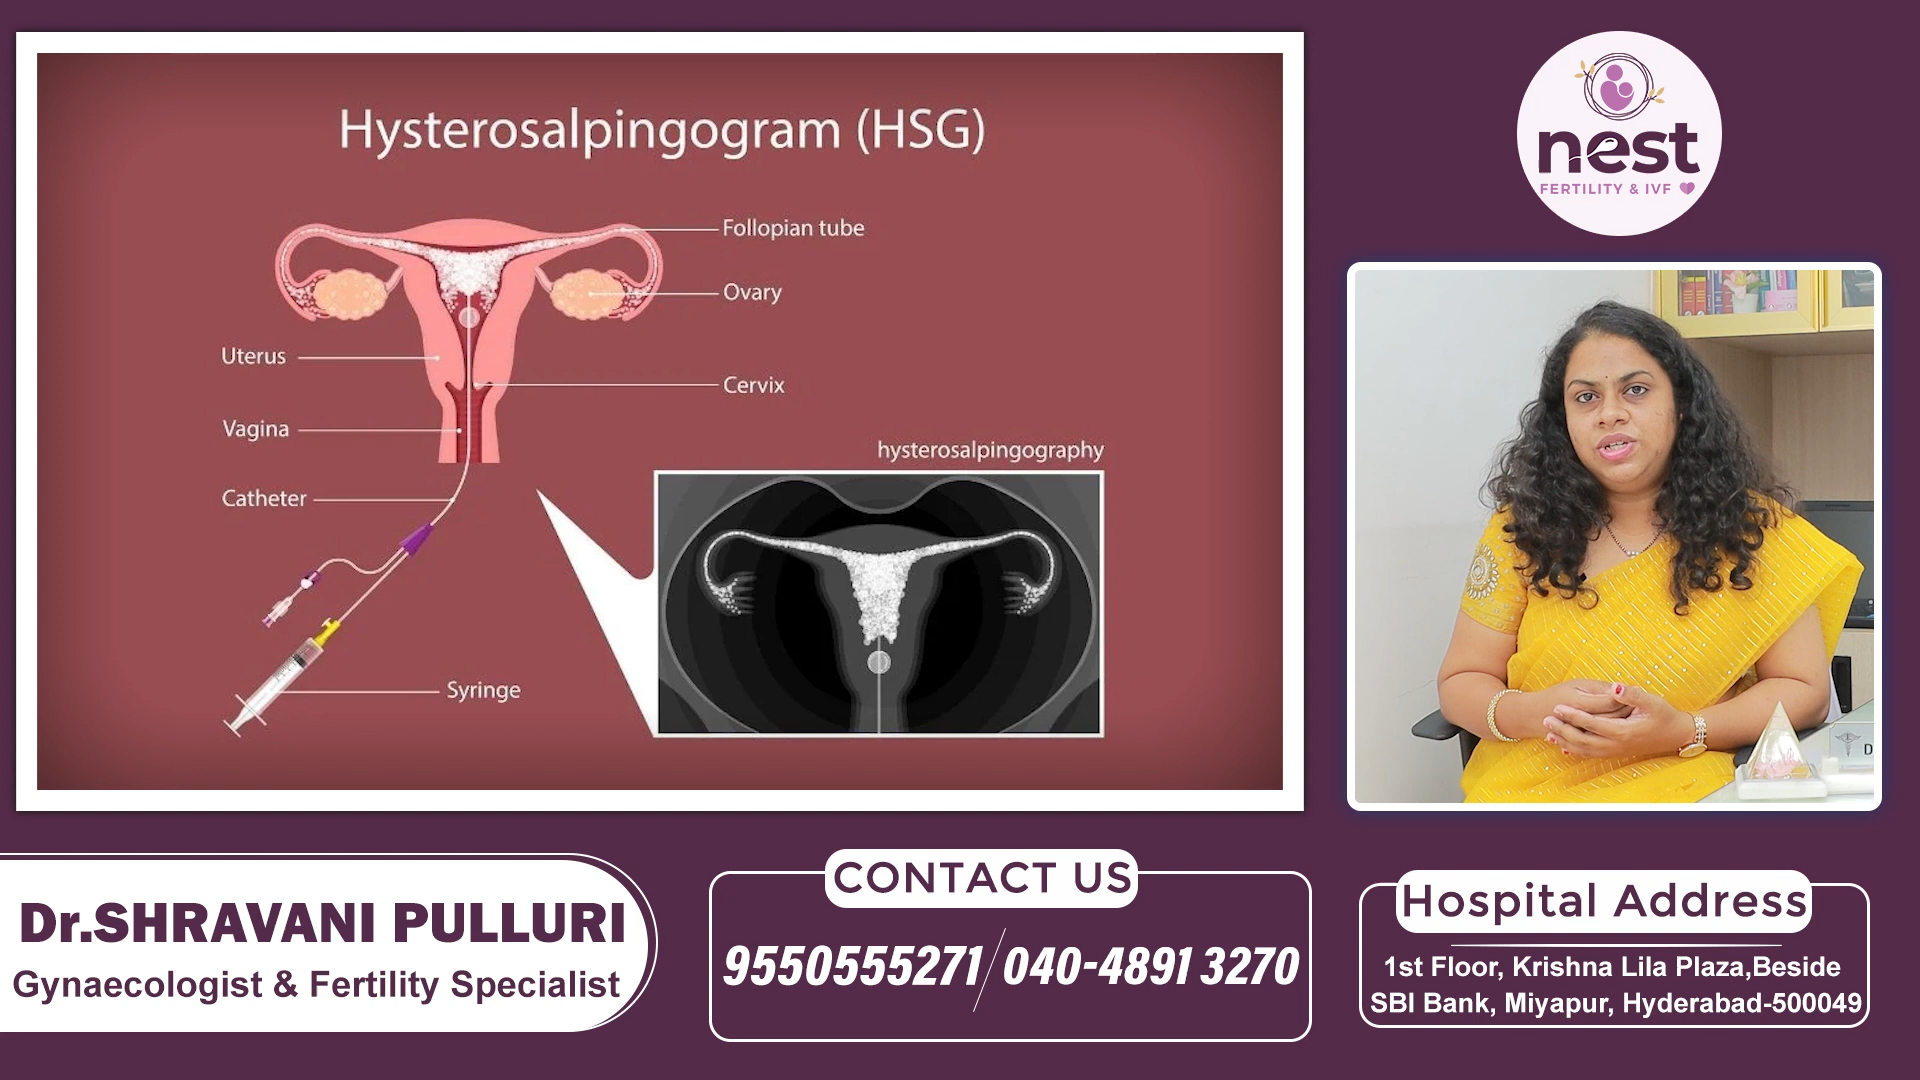 Hysterosalpingogram (HSG)
Follopian tube
Ovary
Uterus
Cervix
Vagina
hysterosalpingography
Catheter
Syringe
nest
FERTILITY & IVF
D
Dr.SHRAVANI PULLURI
Gynaecologist & Fertility Specialist
CONTACT US
9550555271/040-4891 3270
Hospital Address
1st Floor, Krishna Lila Plaza,Beside
SBI Bank, Miyapur, Hyderabad-500049